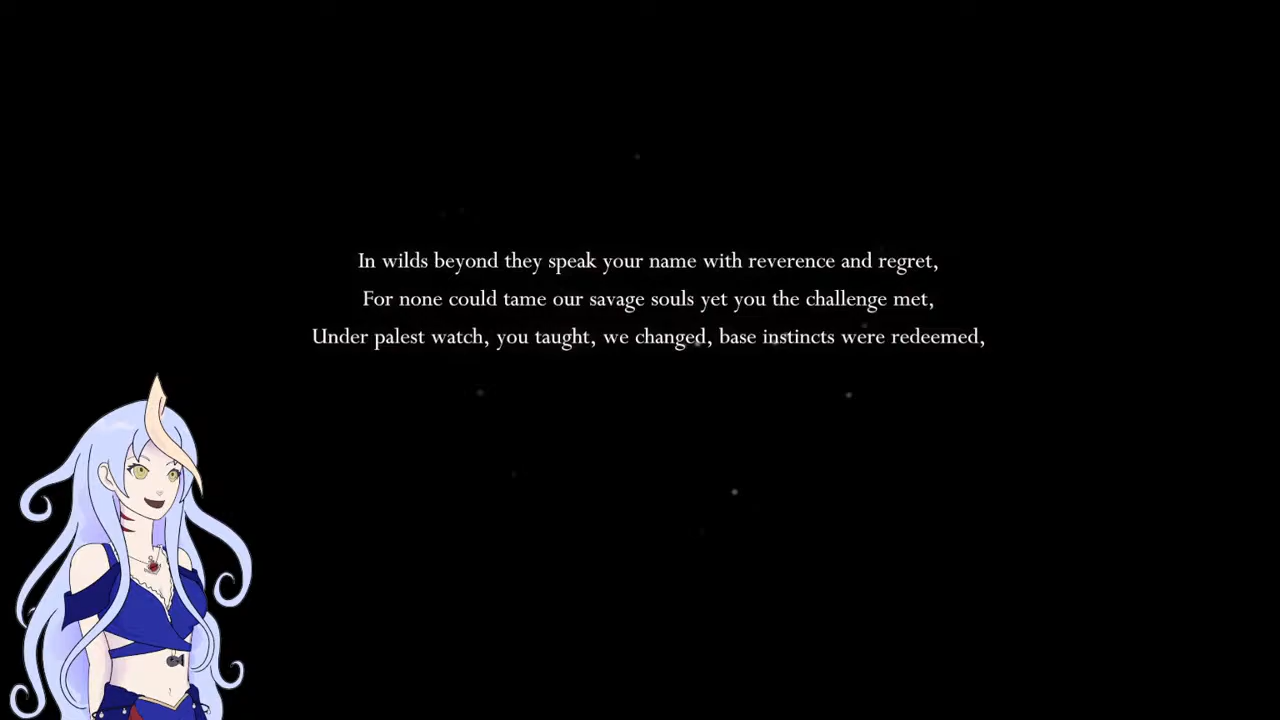 In wilds beyond they speak your name with reverence and regret,
For none could tame our savage souls yet you the challenge met,
Under palest watch, you taught, we changed, base instincts were redeemed,